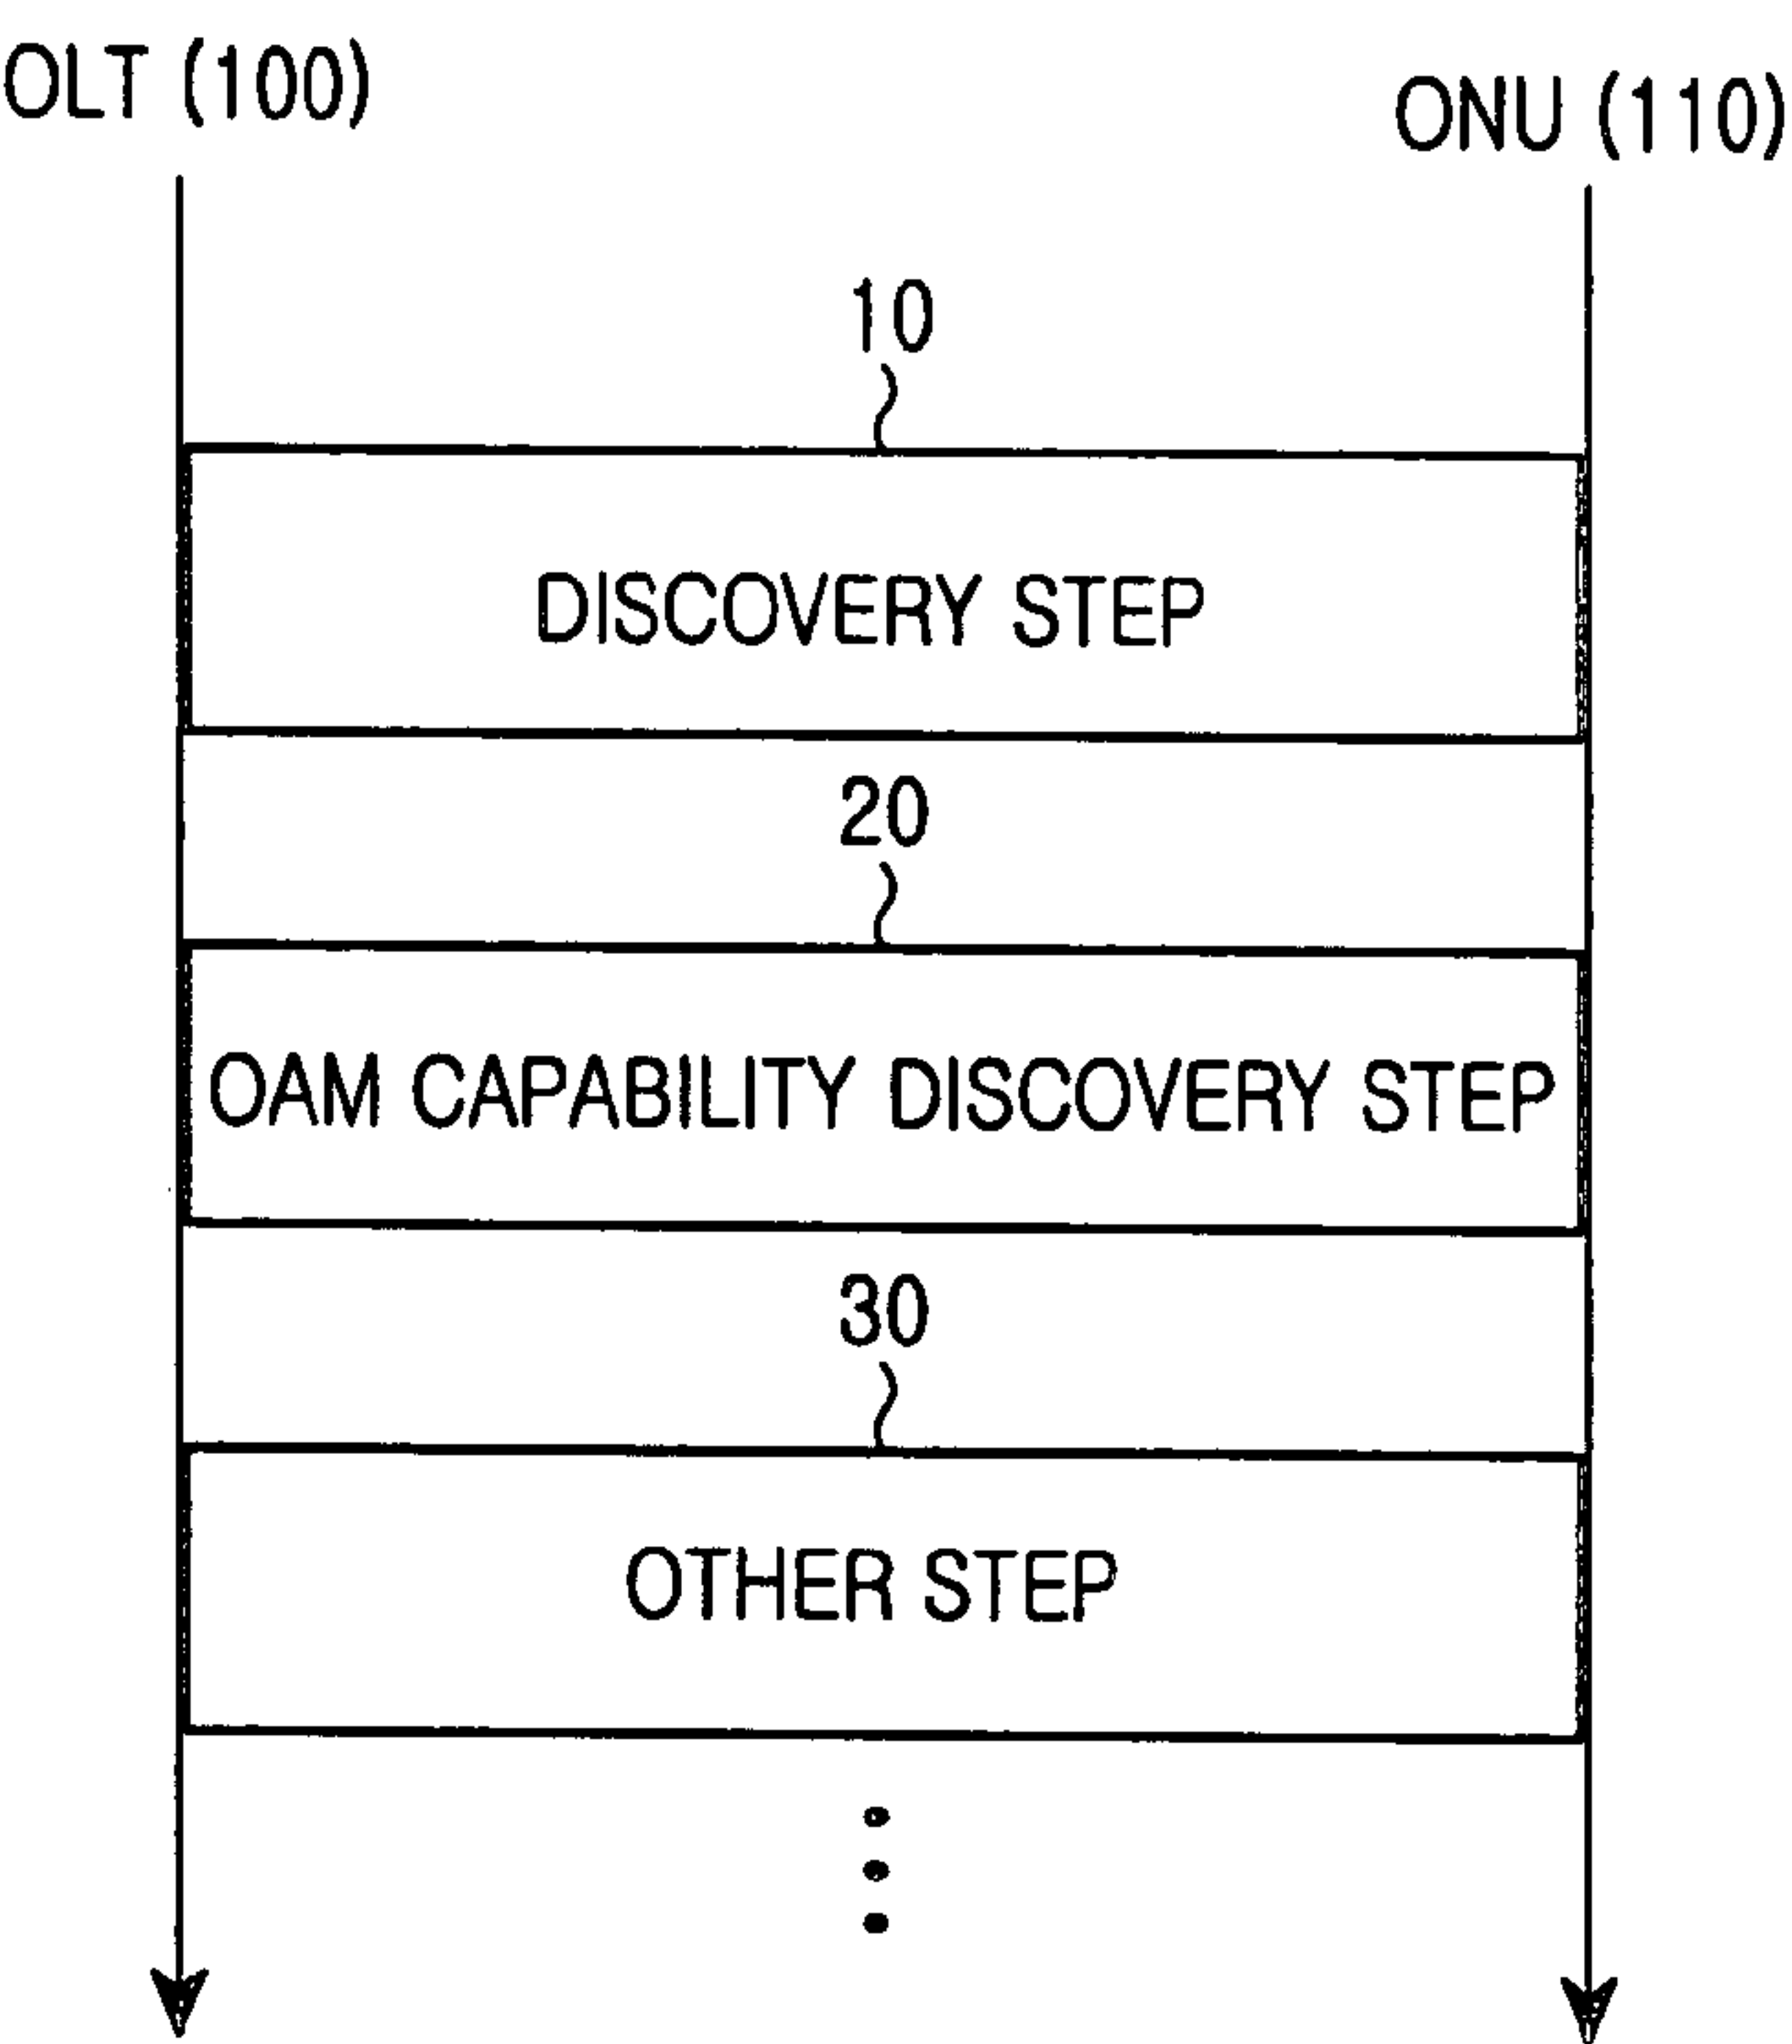 OLT (100)
ONU (110)
10
DISCOVERY STEP
20
OAM CAPABILITY DISCOVERY STEP
30
OTHER STEP